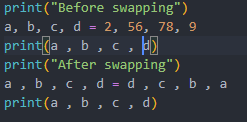 print("Before swapping")
a, b, c, d = 2, 56, 78, 9
print(a , b , c , d)
print("After swapping")
a , b , c , d = d , c , b , a
print(a , b , c , d)